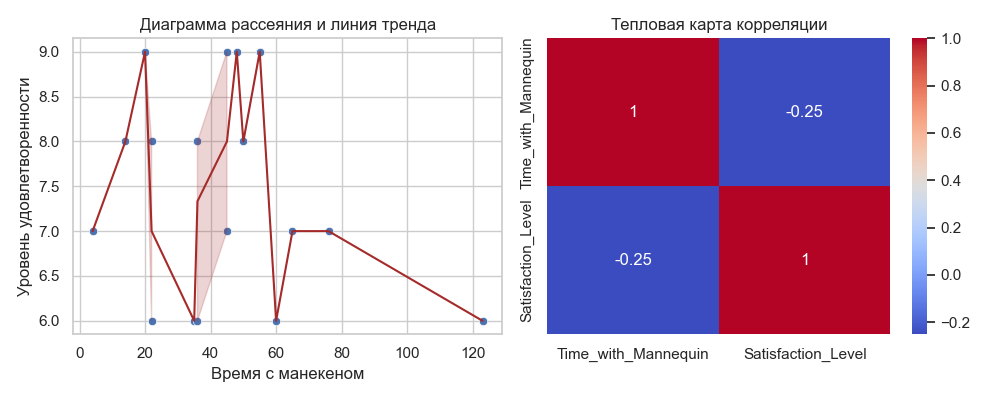 Диаграмма рассеяния и линия тренда
Уровень удовлетворенности
9.0
8.5
8.0
7.5
7.0
6.5
6.0
0 20 40 60 80 100 120
Время с манекеном
Тепловая карта корреляции
Time_with_Mannequin
Satisfaction_Level
1 -0.25
-0.25 1
Time_with_Mannequin Satisfaction_Level
1.0
0.8
0.6
0.4
0.2
0.0
−0.2